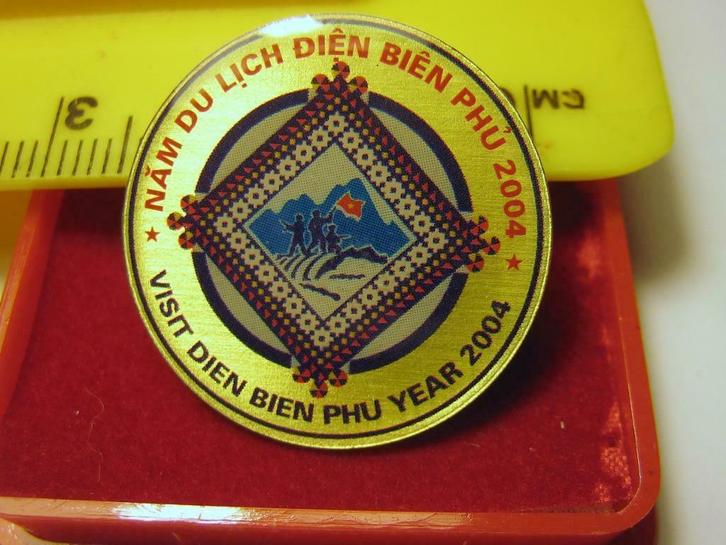 NĂM DU LỊCH ĐIỆN BIÊN PHỦ 2004
VISIT DIEN BIEN PHU YEAR 2004
3
CM